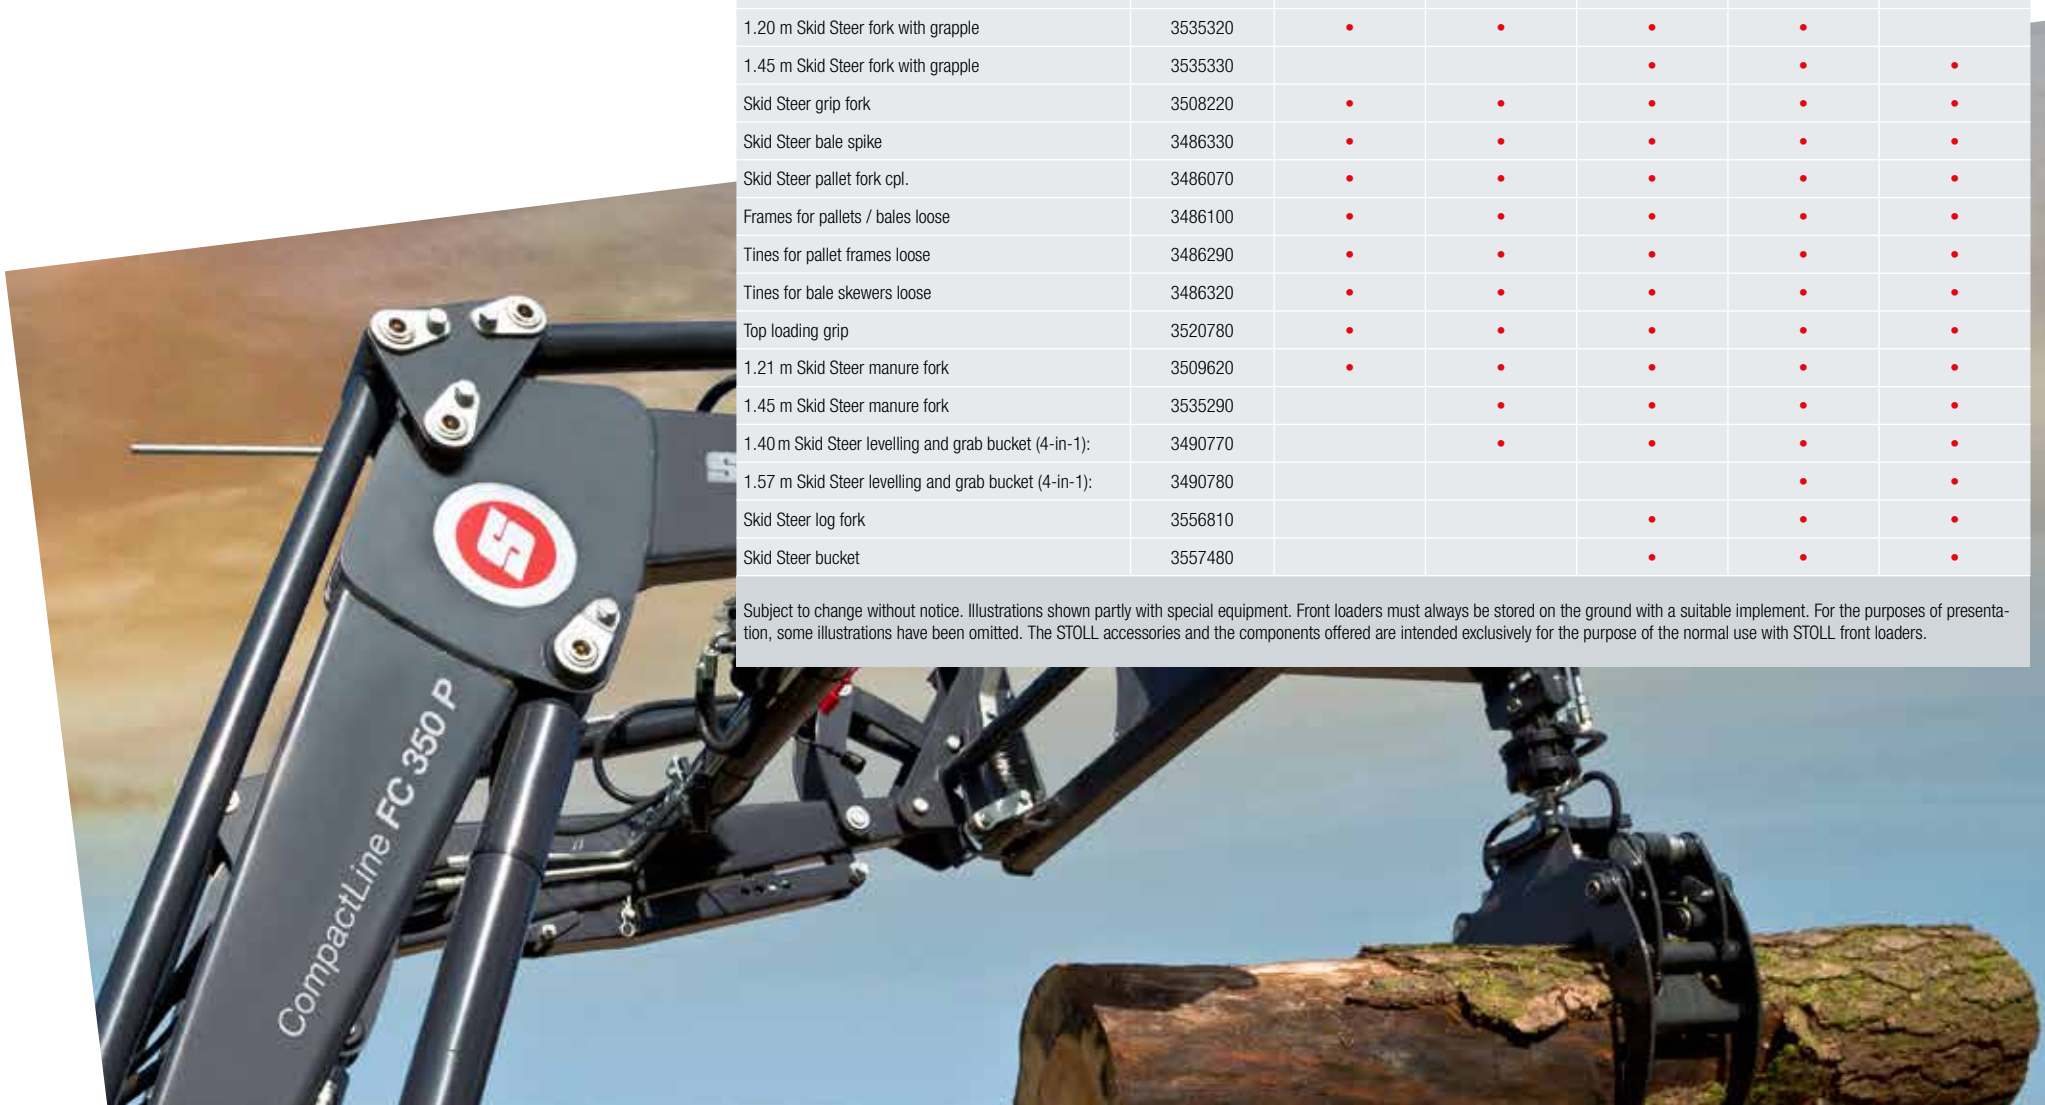 1.20 m Skid Steer fork with grapple 3535320 • • • •
1.45 m Skid Steer fork with grapple 3535330 • • •
Skid Steer grip fork 3508220 • • • • •
Skid Steer bale spike 3486330 • • • • •
Skid Steer pallet fork cpl. 3486070 • • • • •
Frames for pallets / bales loose 3486100 • • • • •
Tines for pallet frames loose 3486290 • • • • •
Tines for bale skewers loose 3486320 • • • • •
Top loading grip 3520780 • • • • •
1.21 m Skid Steer manure fork 3509620 • • • • •
1.45 m Skid Steer manure fork 3535290 • • • •
1.40 m Skid Steer levelling and grab bucket (4-in-1): 3490770 • • • •
1.57 m Skid Steer levelling and grab bucket (4-in-1): 3490780 • •
Skid Steer log fork 3556810 • • •
Skid Steer bucket 3557480 • • •
Subject to change without notice. Illustrations shown partly with special equipment. Front loaders must always be stored on the ground with a suitable implement. For the purposes of presenta-
tion, some illustrations have been omitted. The STOLL accessories and the components offered are intended exclusively for the purpose of the normal use with STOLL front loaders.
CompactLine FC 350 P